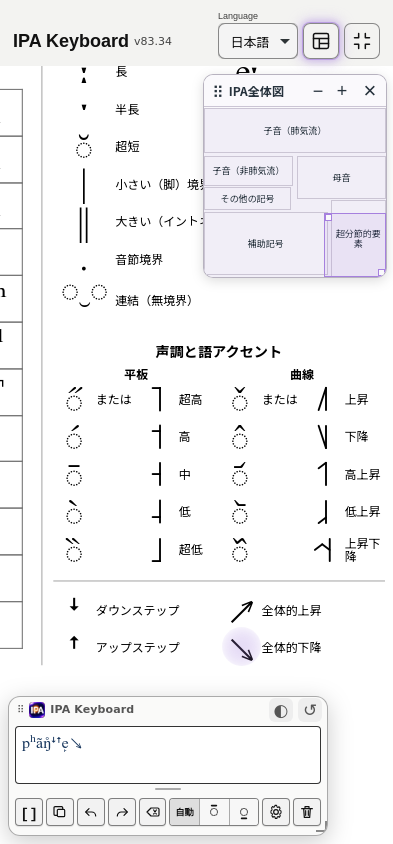 IPA Keyboard v83.34
Language
日本語
IPA全体図
子音（肺気流）
子音（非肺気流）
母音
その他の記号
補助記号
超分節的要
素
長
半長
超短
小さい（脚）境
大きい（イント
音節境界
連結（無境界）
声調と語アクセント
平板 曲線
または 超高 または 上昇
高 下降
中 高上昇
低 低上昇
超低 上昇下
降
ダウンステップ 全体的上昇
アップステップ 全体的下降
IPA IPA Keyboard
[ ] 自動